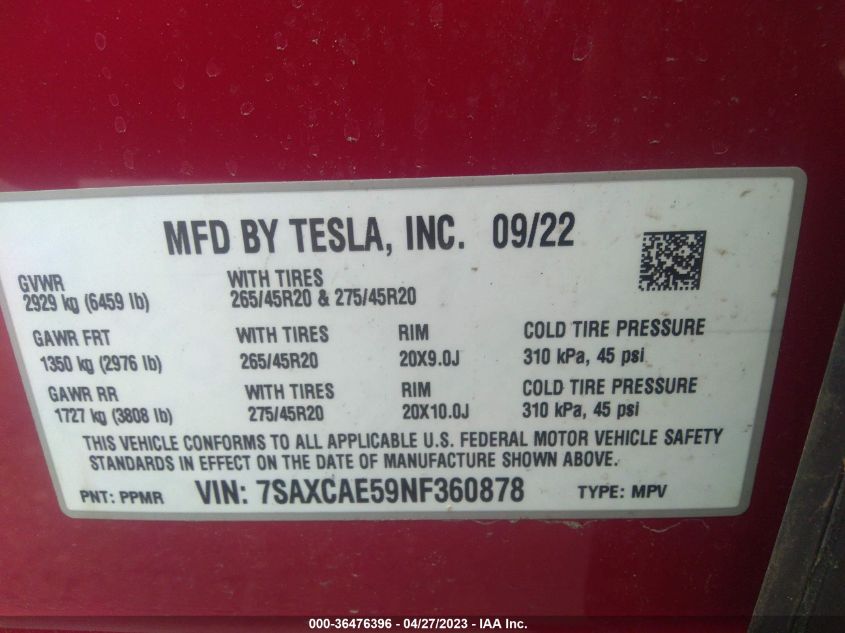 MFD BY TESLA, INC. 09/22
GVWR WITH TIRES
2929 kg (6459 lb) 265/45R20 & 275/45R20
GAWR FRT WITH TIRES RIM COLD TIRE PRESSURE
1350 kg (2976 lb) 265/45R20 20X9.0J 310 kPa, 45 psi
GAWR RR WITH TIRES RIM COLD TIRE PRESSURE
1727 kg (3808 lb) 275/45R20 20X10.0J 310 kPa, 45 psi
THIS VEHICLE CONFORMS TO ALL APPLICABLE U.S. FEDERAL MOTOR VEHICLE SAFETY
STANDARDS IN EFFECT ON THE DATE OF MANUFACTURE SHOWN ABOVE.
PNT: PPMR VIN: 7SAXCAE59NF360878 TYPE: MPV
000-36476396 - 04/27/2023 - IAA Inc.